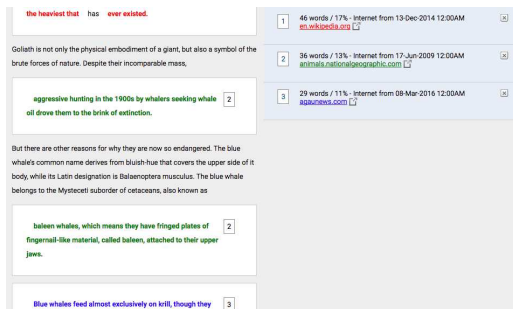 the heaviest that has ever existed.
Goliath is not only the physical embodiment of a giant, but also a symbol of the
brute forces of nature. Despite their incomparable mass,
aggressive hunting in the 1900s by whalers seeking whale 2
oil drove them to the brink of extinction.
But there are other reasons for why they are now so endangered. The blue
whale's common name derives from bluish-hue that covers the upper side of it
body, while its Latin designation is Balaenoptera musculus. The blue whale
belongs to the Mysteceti suborder of cetaceans, also known as
baleen whales, which means they have fringed plates of 2
fingernail-like material, called baleen, attached to their upper
jaws.
Blue whales feed almost exclusively on krill, though they 3
1 46 words / 17% - Internet from 13-Dec-2014 12:00AM
en.wikipedia.org
2 36 words / 13% - Internet from 17-Jun-2009 12:00AM
animals.nationalgeographic.com
3 29 words / 11% - Internet from 08-Mar-2016 12:00AM
agaunews.com